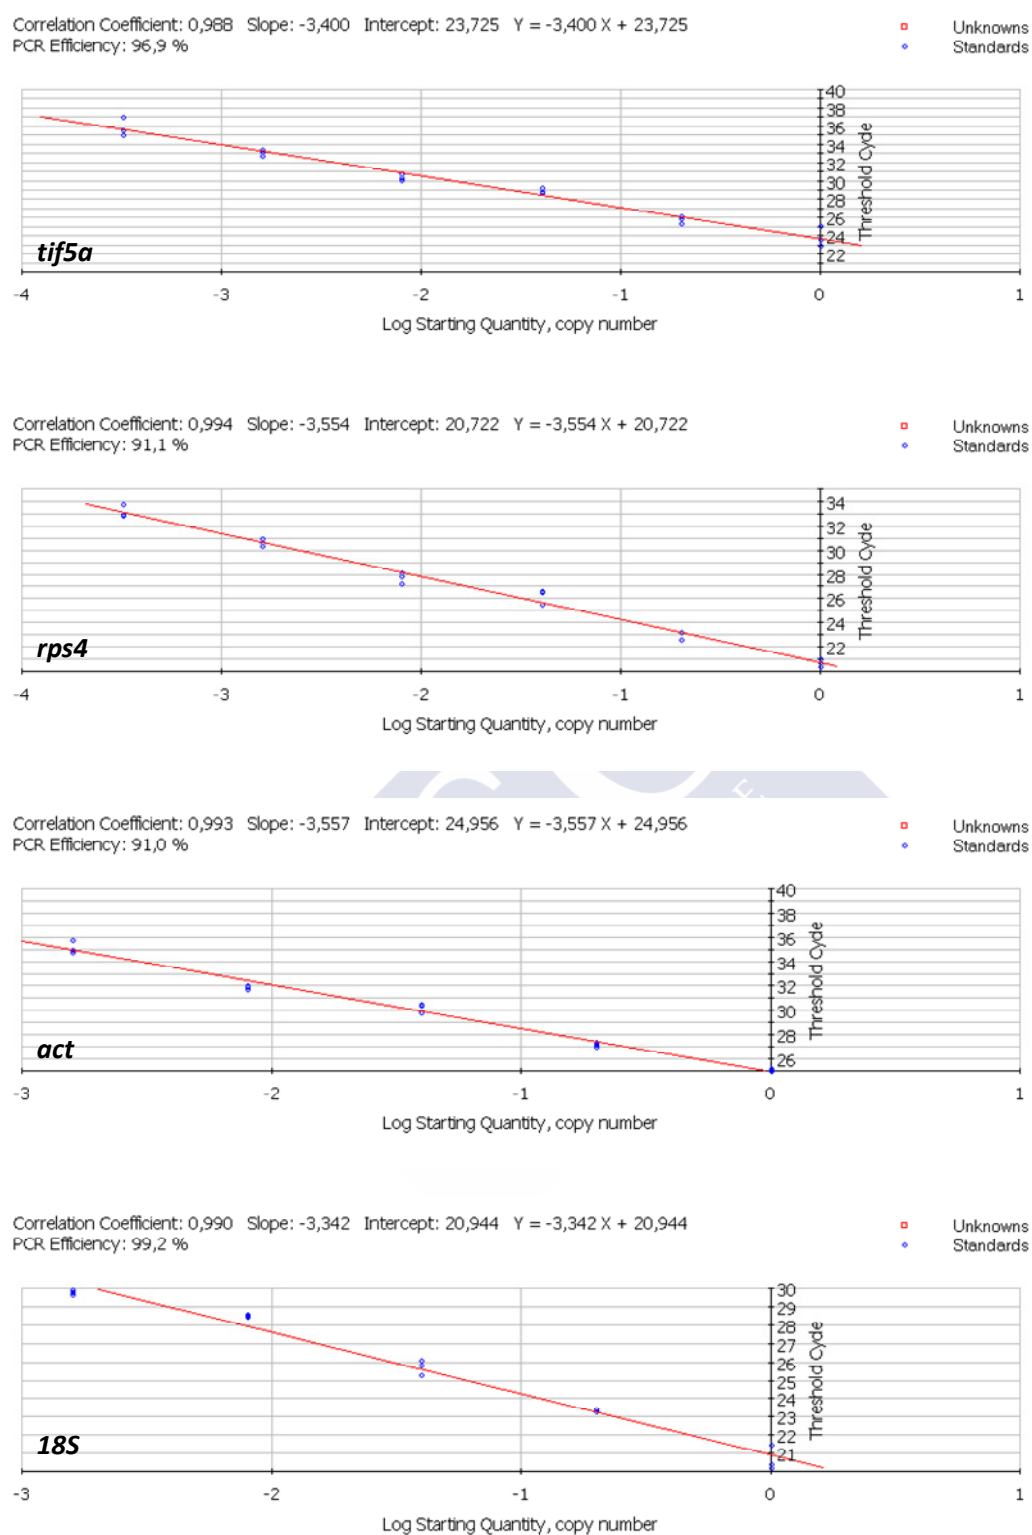 Correlation Coefficient: 0,988 Slope: -3,400 Intercept: 23,725 Y = -3,400 X + 23,725
PCR Efficiency: 96,9 %
Unknowns
Standards
40
38
36
34
32
30
28
26
24
22
Threshold Cycle
tif5a
-4 -3 -2 -1 0 1
Log Starting Quantity, copy number
Correlation Coefficient: 0,994 Slope: -3,554 Intercept: 20,722 Y = -3,554 X + 20,722
PCR Efficiency: 91,1 %
Unknowns
Standards
34
32
30
28
26
24
22
Threshold Cycle
rps4
-4 -3 -2 -1 0 1
Log Starting Quantity, copy number
Correlation Coefficient: 0,993 Slope: -3,557 Intercept: 24,956 Y = -3,557 X + 24,956
PCR Efficiency: 91,0 %
Unknowns
Standards
40
38
36
34
32
30
28
26
Threshold Cycle
act
-3 -2 -1 0 1
Log Starting Quantity, copy number
Correlation Coefficient: 0,990 Slope: -3,342 Intercept: 20,944 Y = -3,342 X + 20,944
PCR Efficiency: 99,2 %
Unknowns
Standards
30
29
28
27
26
25
24
23
22
21
Threshold Cycle
18S
-3 -2 -1 0 1
Log Starting Quantity, copy number